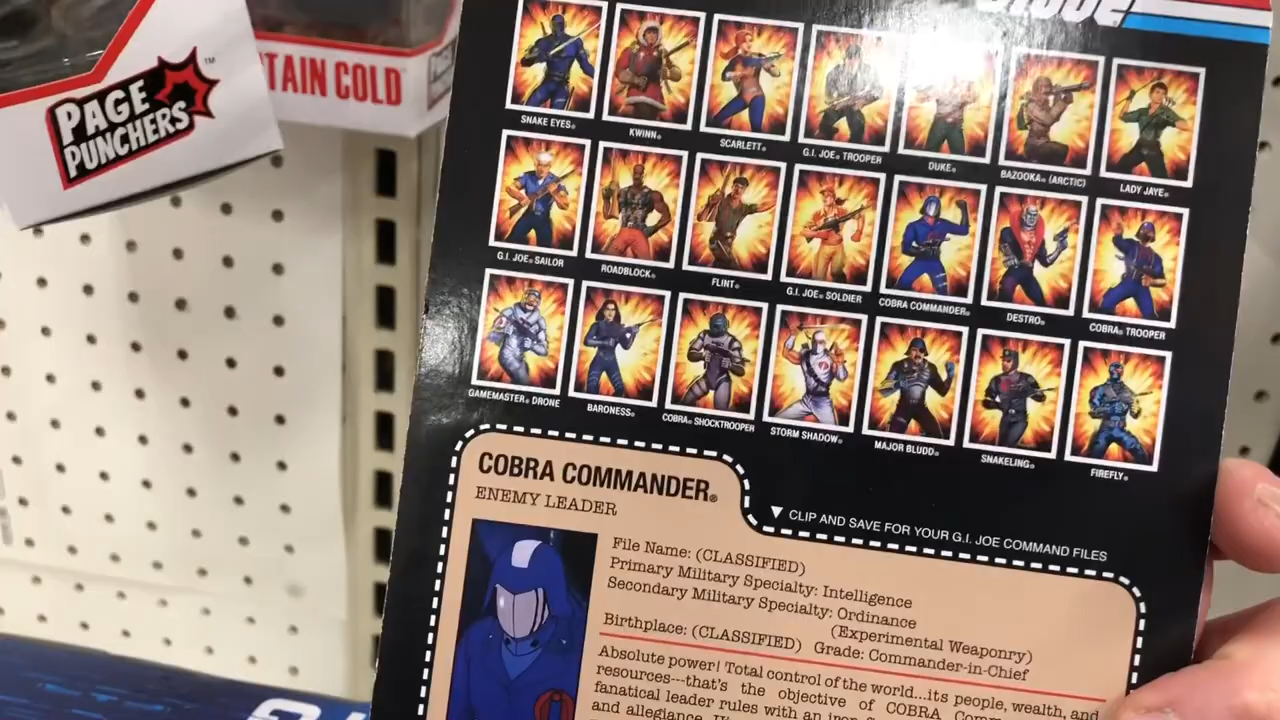 PAGE
PUNCHERS™
TAIN COLD
SNAKE EYES®
KWINN®
SCARLETT®
G.I. JOE® TROOPER
DUKE®
BAZOOKA® (ARCTIC)
LADY JAYE®
G.I. JOE® SAILOR
ROADBLOCK®
FLINT®
G.I. JOE® SOLDIER
COBRA COMMANDER®
DESTRO®
COBRA® TROOPER
GAMEMASTER® DRONE
BARONESS®
COBRA® SHOCKTROOPER
STORM SHADOW®
MAJOR BLUDD®
SNAKELING®
FIREFLY®
COBRA COMMANDER®
ENEMY LEADER
▼ CLIP AND SAVE FOR YOUR G.I. JOE COMMAND FILES
File Name: (CLASSIFIED)
Primary Military Specialty: Intelligence
Secondary Military Specialty: Ordinance
(Experimental Weaponry)
Birthplace: (CLASSIFIED) Grade: Commander-in-Chief
Absolute power! Total control of the world...its people, wealth, and
resources---that's the objective of COBRA
fanatical leader rules with an iron
and allegiance.